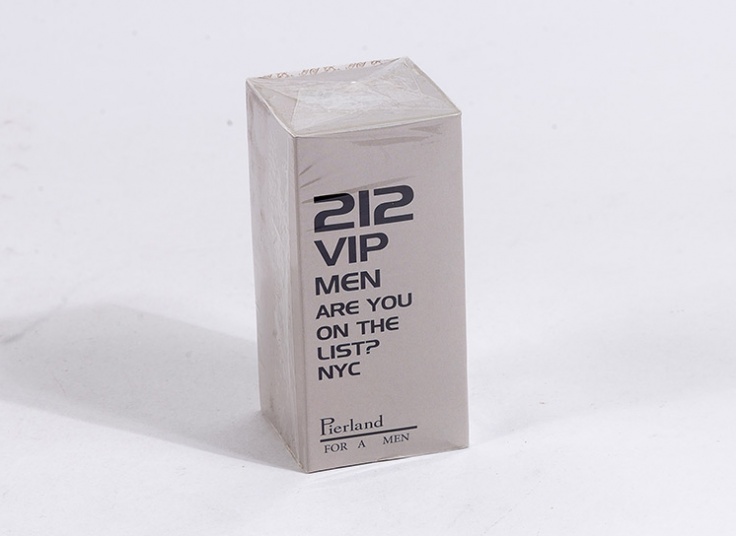 212
VIP
MEN
ARE YOU
ON THE
LIST?
NYC
Pierland
FOR A MEN